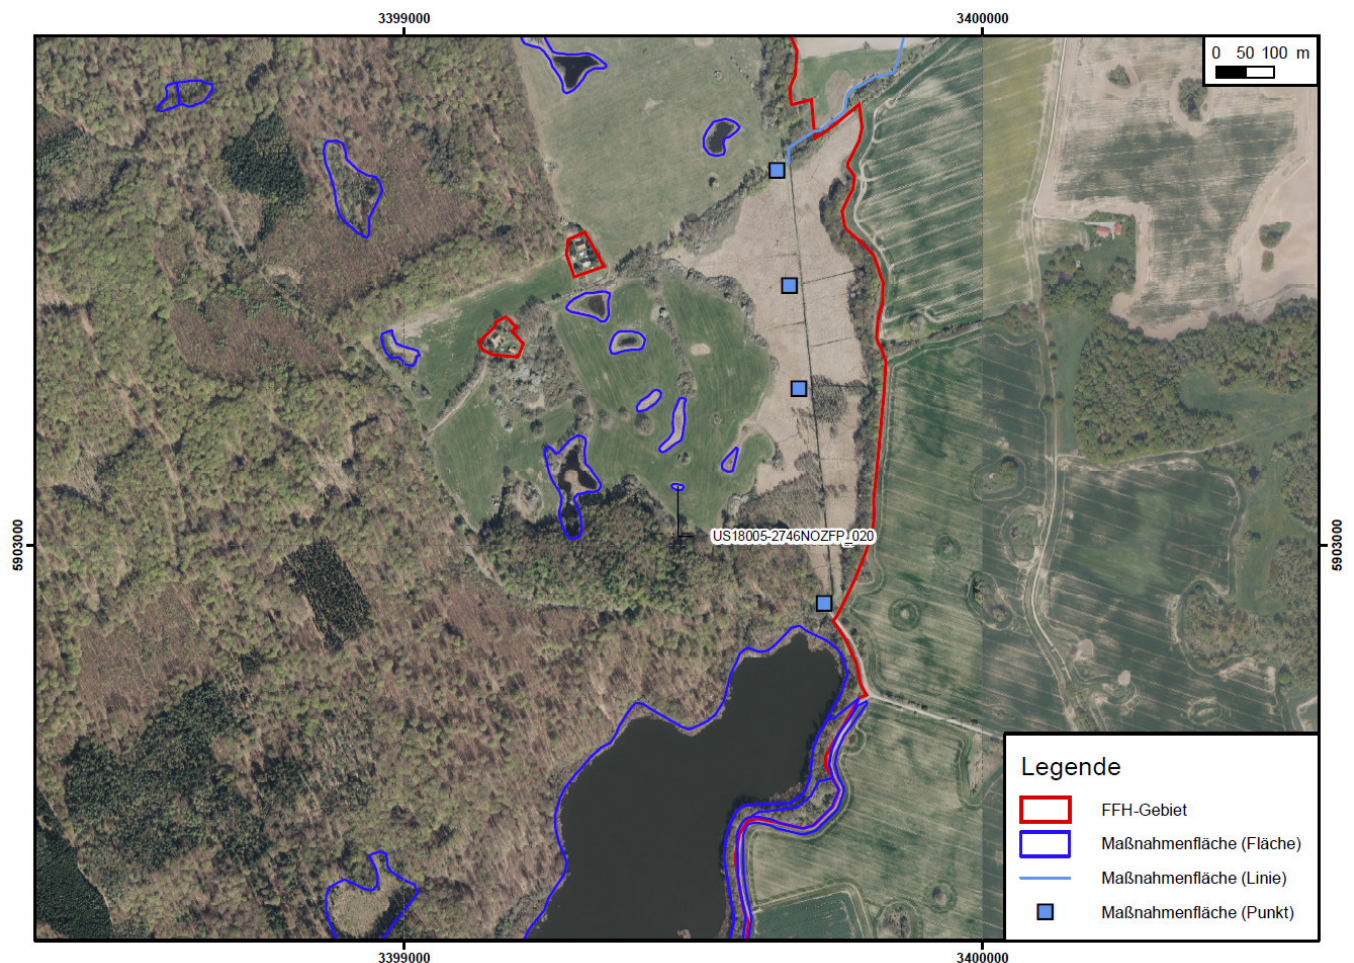 3399000
3400000
0 50 100 m
US18005-2746NOZFP_020
5903000
5903000
Legende
FFH-Gebiet
Maßnahmenfläche (Fläche)
Maßnahmenfläche (Linie)
Maßnahmenfläche (Punkt)
3399000
3400000